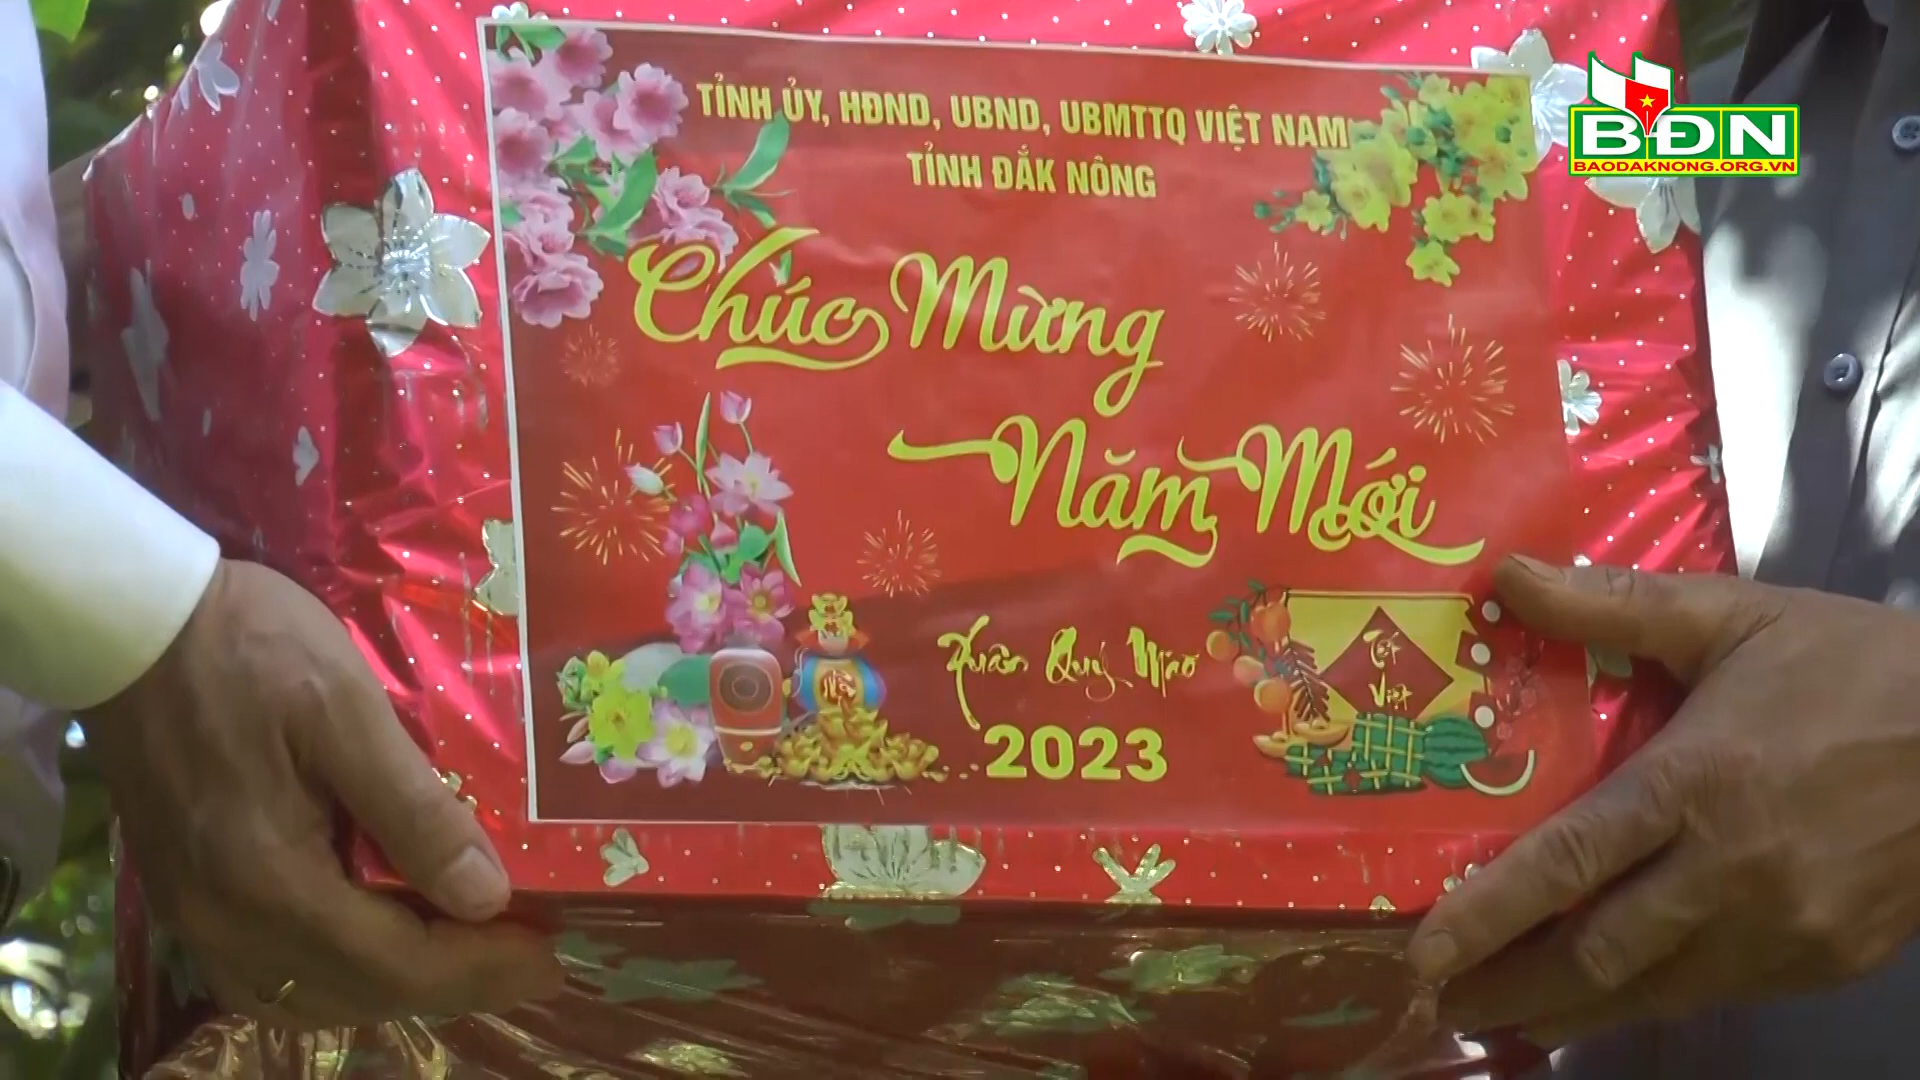 TỈNH ỦY, HĐND, UBND, UBMTTQ VIỆT NAM
TỈNH ĐẮK NÔNG
BĐN
BAODAKNONG.ORG.VN
Chúc Mừng
Năm Mới
Xuân Quý Mão
2023
Tết
Việt